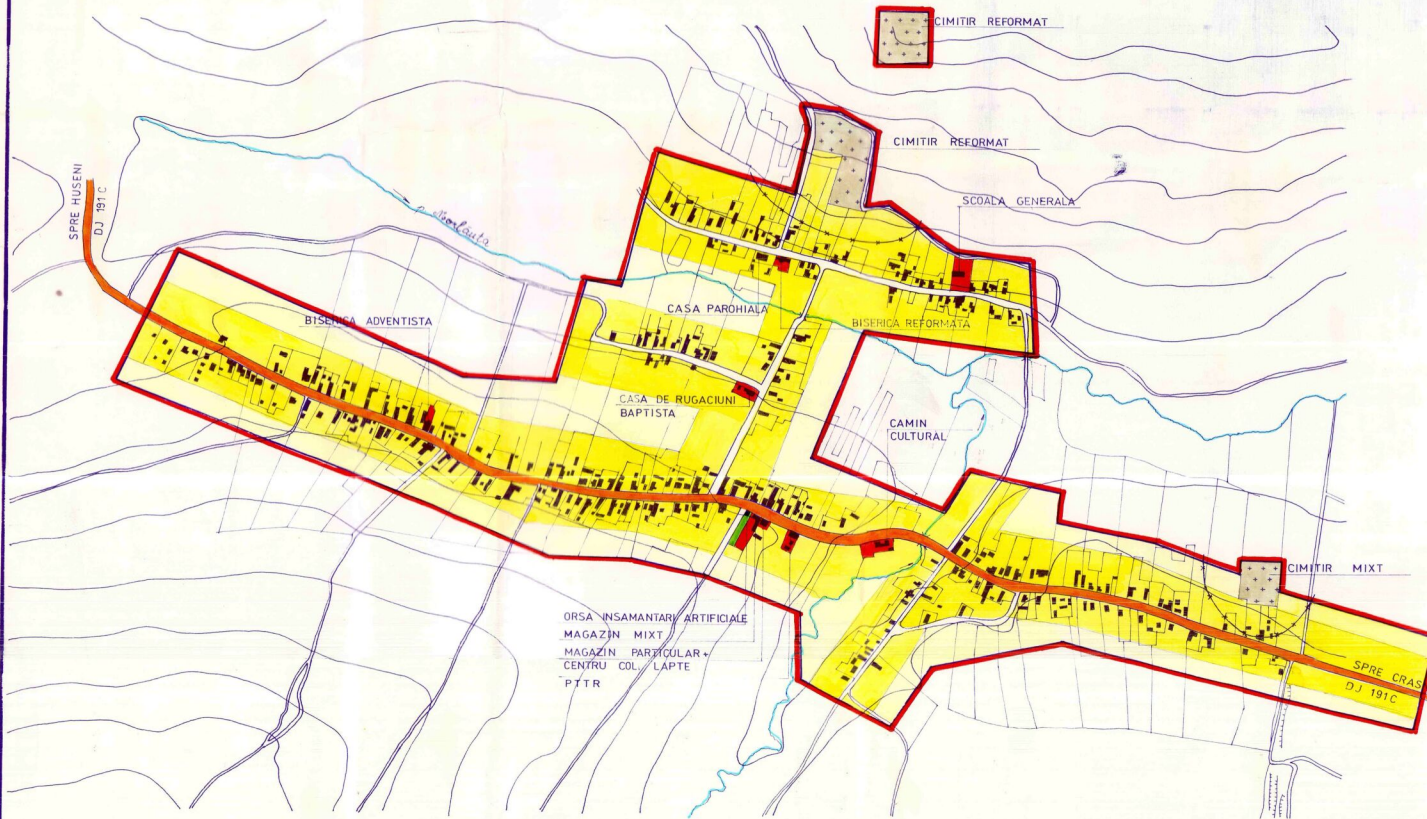 CIMITIR REFORMAT
CIMITIR REFORMAT
SCOALA GENERALA
SPRE HUSENI
DJ 191C
CASA PAROHIALA
BISERICA ADVENTISTA
BISERICA REFORMATA
CASA DE RUGACIUNI
BAPTISTA
CAMIN
CULTURAL
CIMITIR MIXT
ORSA INSAMANTARI ARTIFICIALE
MAGAZIN MIXT
MAGAZIN PARTICULAR +
CENTRU COL. LAPTE
PTTR
SPRE CRAS
DJ 191C